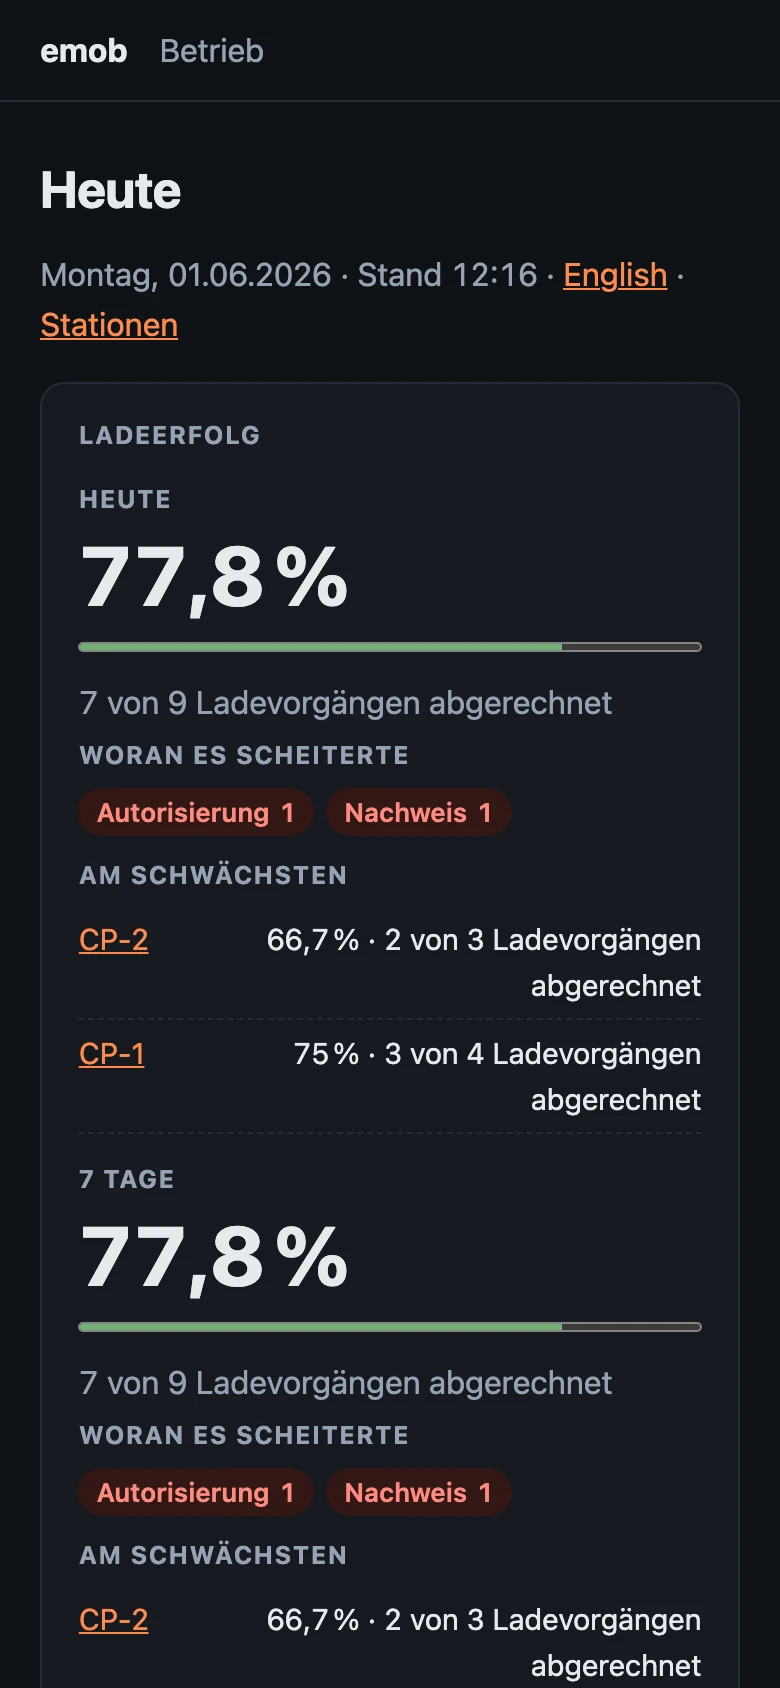 emob Betrieb
Heute
Montag, 01.06.2026 · Stand 12:16 · English ·
Stationen
LADEERFOLG
HEUTE
77,8 %
7 von 9 Ladevorgängen abgerechnet
WORAN ES SCHEITERTE
Autorisierung 1 Nachweis 1
AM SCHWÄCHSTEN
CP-2 66,7 % · 2 von 3 Ladevorgängen
abgerechnet
CP-1 75 % · 3 von 4 Ladevorgängen
abgerechnet
7 TAGE
77,8 %
7 von 9 Ladevorgängen abgerechnet
WORAN ES SCHEITERTE
Autorisierung 1 Nachweis 1
AM SCHWÄCHSTEN
CP-2 66,7 % · 2 von 3 Ladevorgängen
abgerechnet